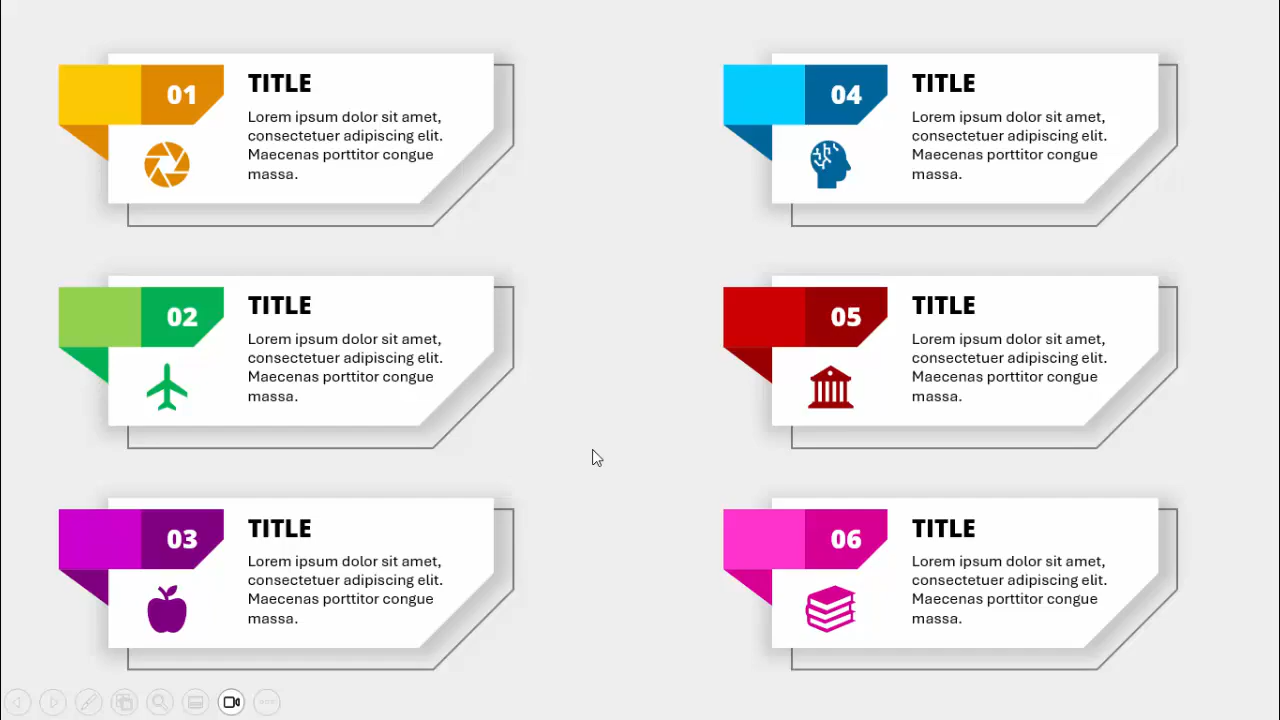 01
TITLE
Lorem ipsum dolor sit amet,
consectetuer adipiscing elit.
Maecenas porttitor congue
massa.
02
TITLE
Lorem ipsum dolor sit amet,
consectetuer adipiscing elit.
Maecenas porttitor congue
massa.
03
TITLE
Lorem ipsum dolor sit amet,
consectetuer adipiscing elit.
Maecenas porttitor congue
massa.
04
TITLE
Lorem ipsum dolor sit amet,
consectetuer adipiscing elit.
Maecenas porttitor congue
massa.
05
TITLE
Lorem ipsum dolor sit amet,
consectetuer adipiscing elit.
Maecenas porttitor congue
massa.
06
TITLE
Lorem ipsum dolor sit amet,
consectetuer adipiscing elit.
Maecenas porttitor congue
massa.